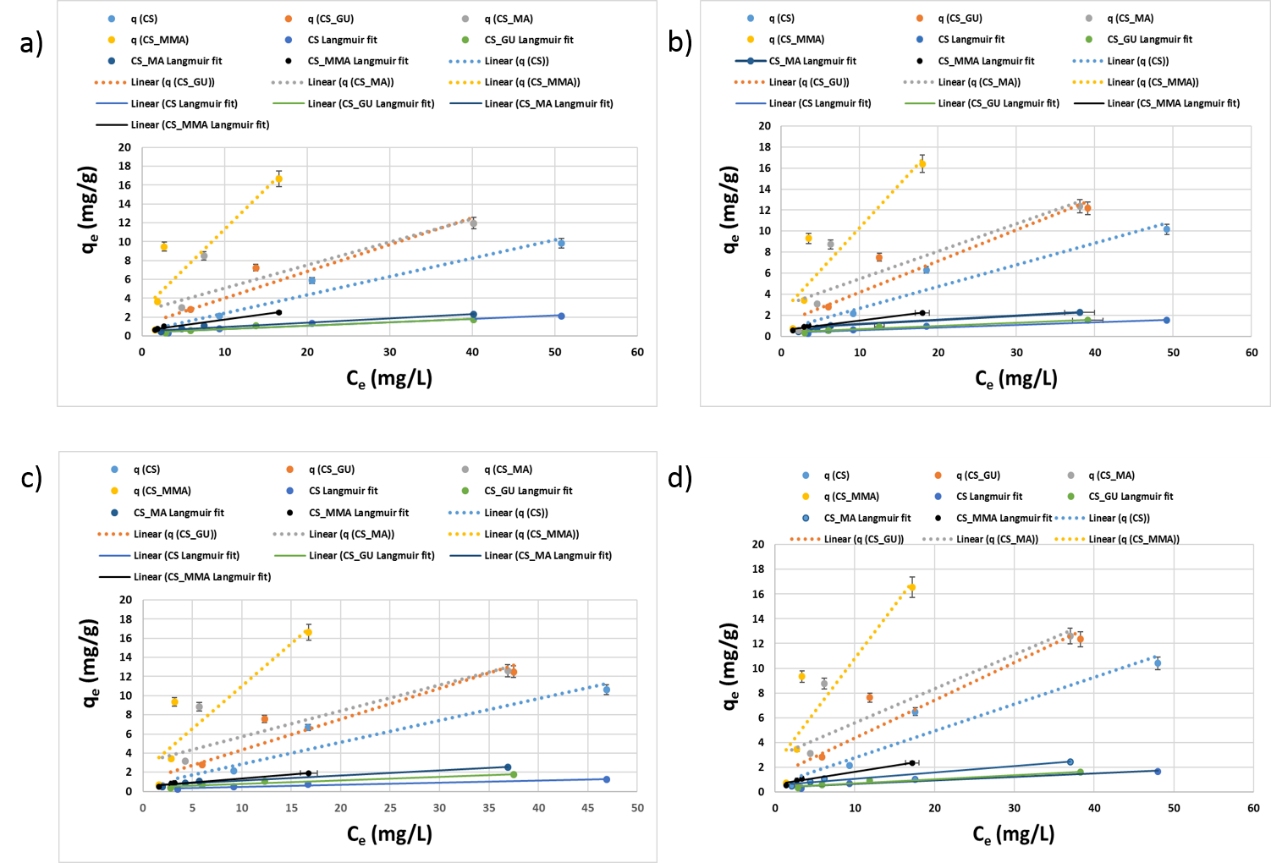 a)
q (CS) q (CS_GU) q (CS_MA)
q (CS_MMA) CS Langmuir fit CS_GU Langmuir fit
CS_MA Langmuir fit CS_MMA Langmuir fit Linear (q (CS))
Linear (q (CS_GU)) Linear (q (CS_MA)) Linear (q (CS_MMA))
Linear (CS Langmuir fit) Linear (CS_GU Langmuir fit) Linear (CS_MA Langmuir fit)
Linear (CS_MMA Langmuir fit)
20
18
16
14
12
10
8
6
4
2
0
qe (mg/g)
0 10 20 30 40 50 60
Ce (mg/L)
b)
q (CS) q (CS_GU) q (CS_MA)
q (CS_MMA) CS Langmuir fit CS_GU Langmuir fit
CS_MA Langmuir fit CS_MMA Langmuir fit Linear (q (CS))
Linear (q (CS_GU)) Linear (q (CS_MA)) Linear (q (CS_MMA))
Linear (CS Langmuir fit) Linear (CS_GU Langmuir fit) Linear (CS_MMA Langmuir fit)
20
18
16
14
12
10
8
6
4
2
0
qe (mg/g)
0 10 20 30 40 50 60
Ce (mg/L)
c)
q (CS) q (CS_GU) q (CS_MA)
q (CS_MMA) CS Langmuir fit CS_GU Langmuir fit
CS_MA Langmuir fit CS_MMA Langmuir fit Linear (q (CS))
Linear (q (CS_GU)) Linear (q (CS_MA)) Linear (q (CS_MMA))
Linear (CS Langmuir fit) Linear (CS_GU Langmuir fit) Linear (CS_MA Langmuir fit)
Linear (CS_MMA Langmuir fit)
20
18
16
14
12
10
8
6
4
2
0
qe (mg/g)
0 5 10 15 20 25 30 35 40 45 50
Ce (mg/L)
d)
q (CS) q (CS_GU) q (CS_MA)
q (CS_MMA) CS Langmuir fit CS_GU Langmuir fit
CS_MA Langmuir fit CS_MMA Langmuir fit Linear (q (CS))
Linear (q (CS_GU)) Linear (q (CS_MA)) Linear (q (CS_MMA))
20
18
16
14
12
10
8
6
4
2
0
qe (mg/g)
0 10 20 30 40 50 60
Ce (mg/L)